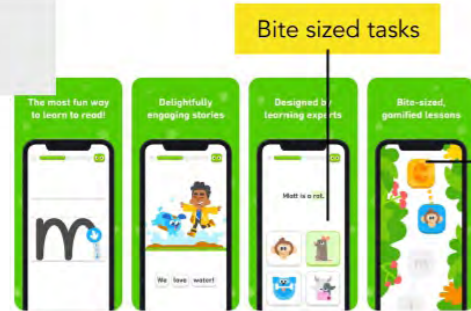 Bite sized tasks
The most fun way
to learn to read!
Delightfully
engaging stories
Designed by
learning experts
Bite-sized,
gamified lessons
m
We love water!
Matt is a rat.
m